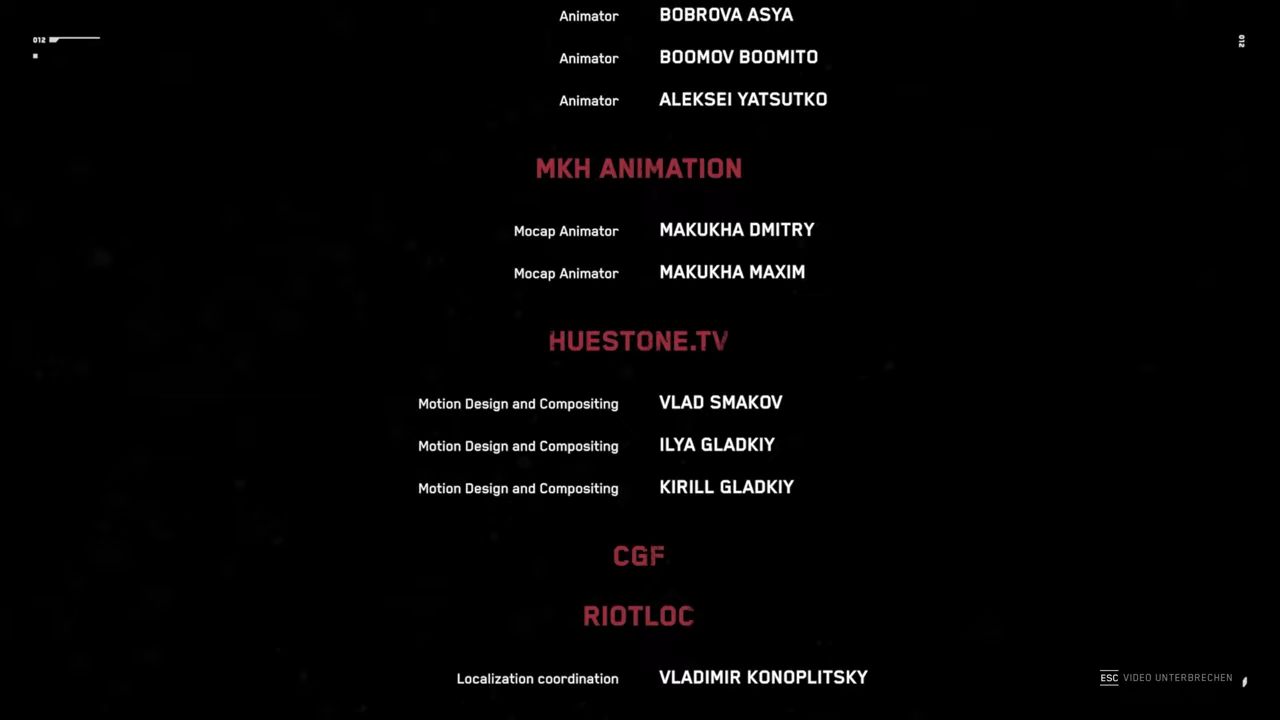 Animator BOBROVA ASYA
012
012
Animator BOOMOV BOOMITO
Animator ALEKSEI YATSUTKO
MKH ANIMATION
Mocap Animator MAKUKHA DMITRY
Mocap Animator MAKUKHA MAXIM
HUESTONE.TV
Motion Design and Compositing VLAD SMAKOV
Motion Design and Compositing ILYA GLADKIY
Motion Design and Compositing KIRILL GLADKIY
CGF
RIOTLOC
Localization coordination VLADIMIR KONOPLITSKY
ESC VIDEO UNTERBRECHEN